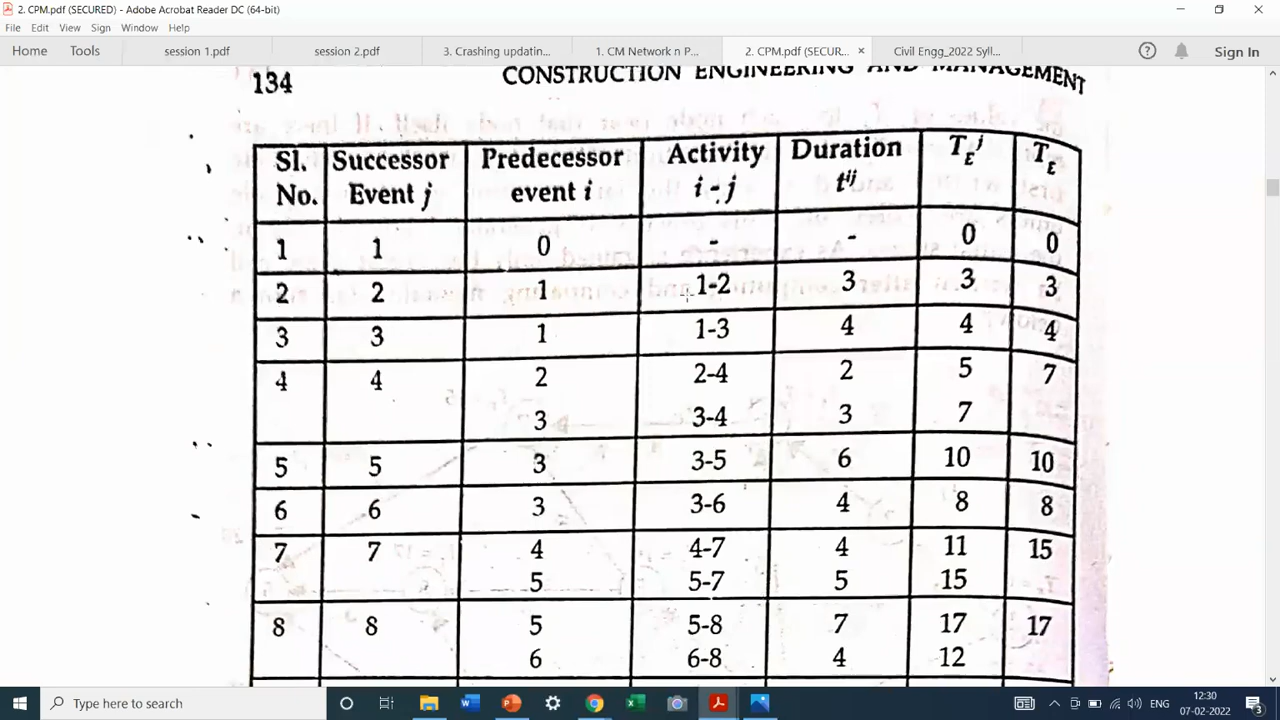 2. CPM.pdf (SECURED) - Adobe Acrobat Reader DC (64-bit)
File Edit View Sign Window Help
Home Tools session 1.pdf session 2.pdf 3. Crashing updatin... 1. CM Network n P... 2. CPM.pdf (SECUR... × Civil Engg_2022 Syll... Sign In
134 CONSTRUCTION ENGINEERING AND MANAGEMENT
Sl. No. Successor Event j Predecessor event i Activity i - j Duration t^ij T_E^j T_E
1 1 0 - - 0 0
2 2 1 1-2 3 3 3
3 3 1 1-3 4 4 4
4 4 2 2-4 2 5 7
3 3-4 3 7
5 5 3 3-5 6 10 10
6 6 3 3-6 4 8 8
7 7 4 4-7 4 11 15
5 5-7 5 15
8 8 5 5-8 7 17 17
6 6-8 4 12
Type here to search
ENG
12:30
07-02-2022
3